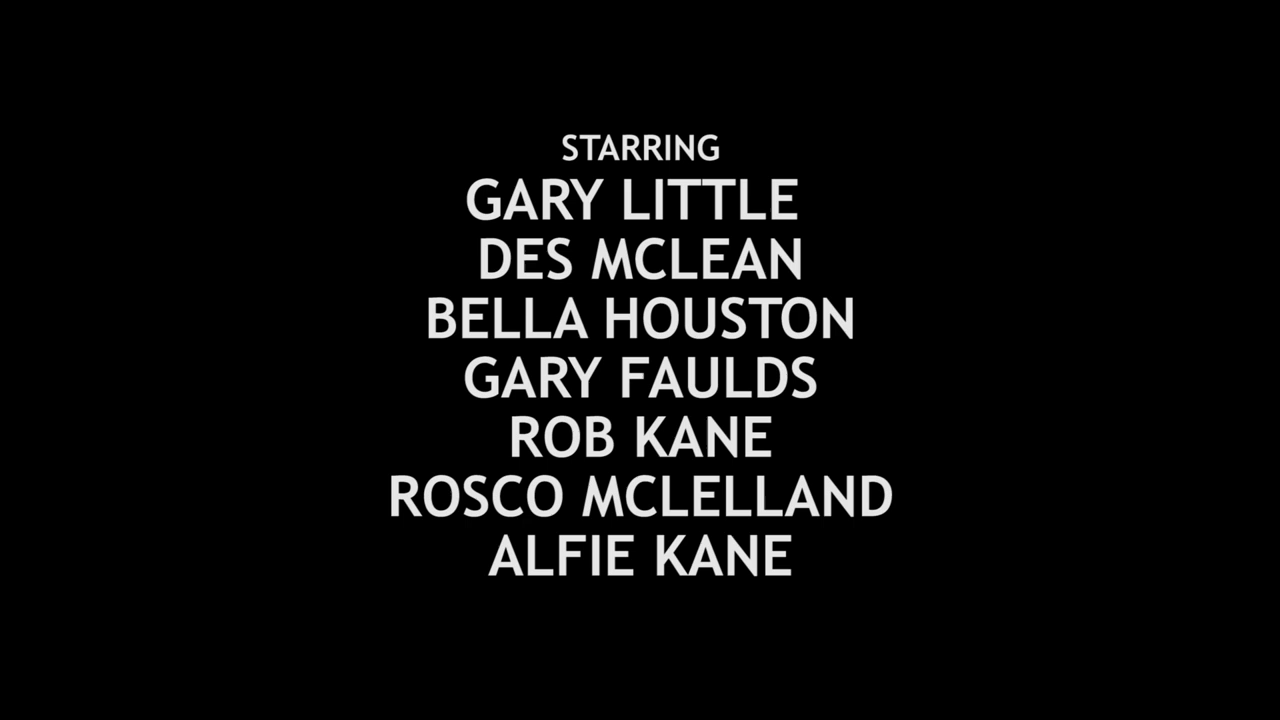 STARRING
GARY LITTLE
DES MCLEAN
BELLA HOUSTON
GARY FAULDS
ROB KANE
ROSCO MCLELLAND
ALFIE KANE